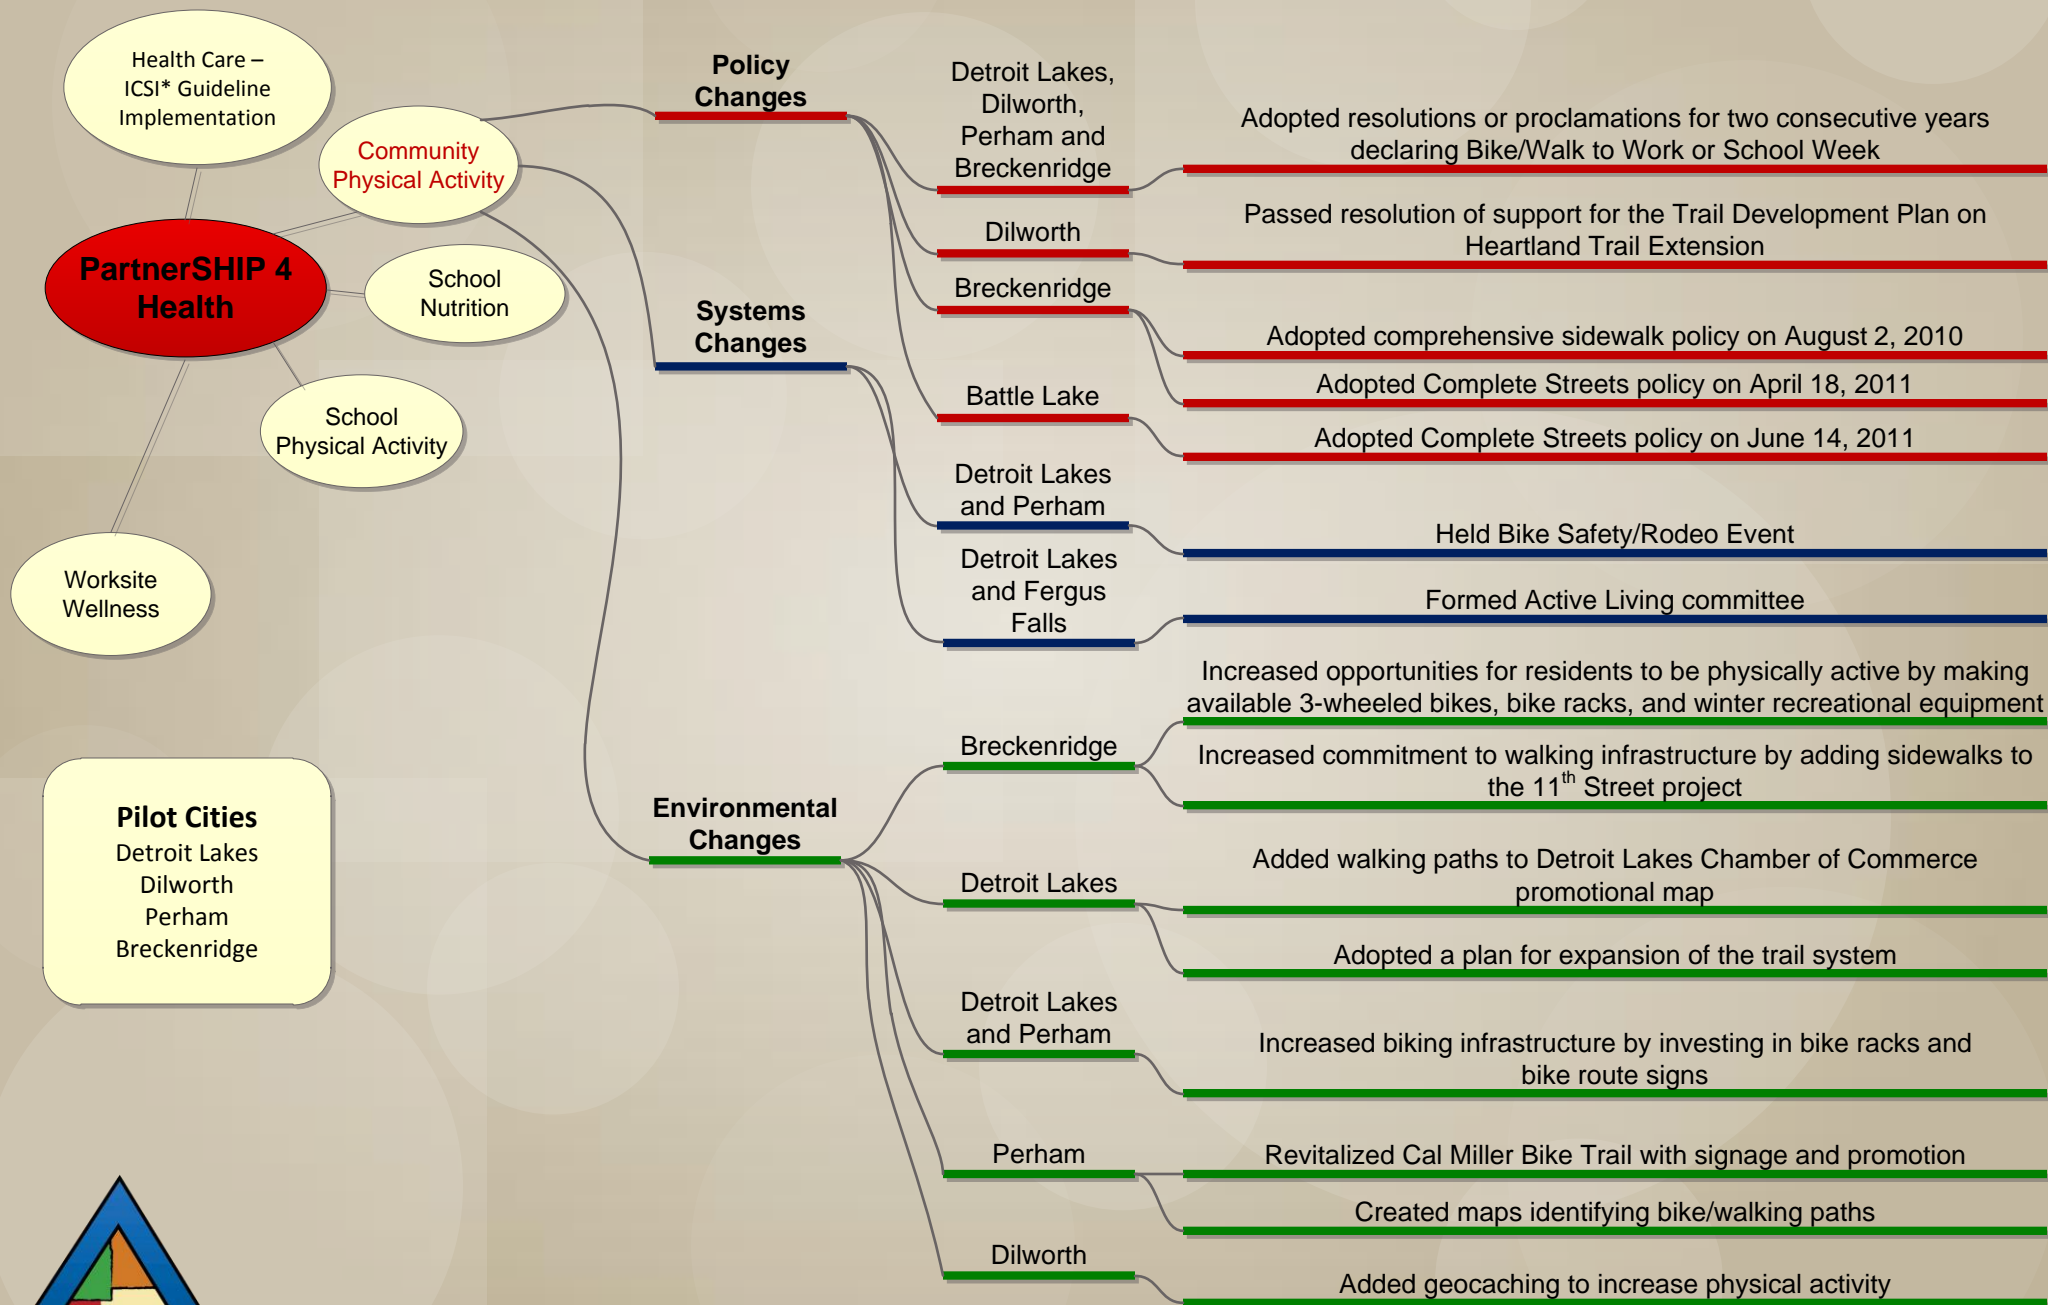 Health Care –
ICSI* Guideline
Implementation
Community
Physical Activity
PartnerSHIP 4
Health
School
Nutrition
School
Physical Activity
Worksite
Wellness
Pilot Cities
Detroit Lakes
Dilworth
Perham
Breckenridge
Policy
Changes
Detroit Lakes,
Dilworth,
Perham and
Breckenridge
Adopted resolutions or proclamations for two consecutive years
declaring Bike/Walk to Work or School Week
Dilworth
Passed resolution of support for the Trail Development Plan on
Heartland Trail Extension
Breckenridge
Adopted comprehensive sidewalk policy on August 2, 2010
Adopted Complete Streets policy on April 18, 2011
Battle Lake
Adopted Complete Streets policy on June 14, 2011
Systems
Changes
Detroit Lakes
and Perham
Held Bike Safety/Rodeo Event
Detroit Lakes
and Fergus
Falls
Formed Active Living committee
Environmental
Changes
Breckenridge
Increased opportunities for residents to be physically active by making
available 3-wheeled bikes, bike racks, and winter recreational equipment
Increased commitment to walking infrastructure by adding sidewalks to
the 11th Street project
Detroit Lakes
Added walking paths to Detroit Lakes Chamber of Commerce
promotional map
Adopted a plan for expansion of the trail system
Detroit Lakes
and Perham
Increased biking infrastructure by investing in bike racks and
bike route signs
Perham
Revitalized Cal Miller Bike Trail with signage and promotion
Created maps identifying bike/walking paths
Dilworth
Added geocaching to increase physical activity